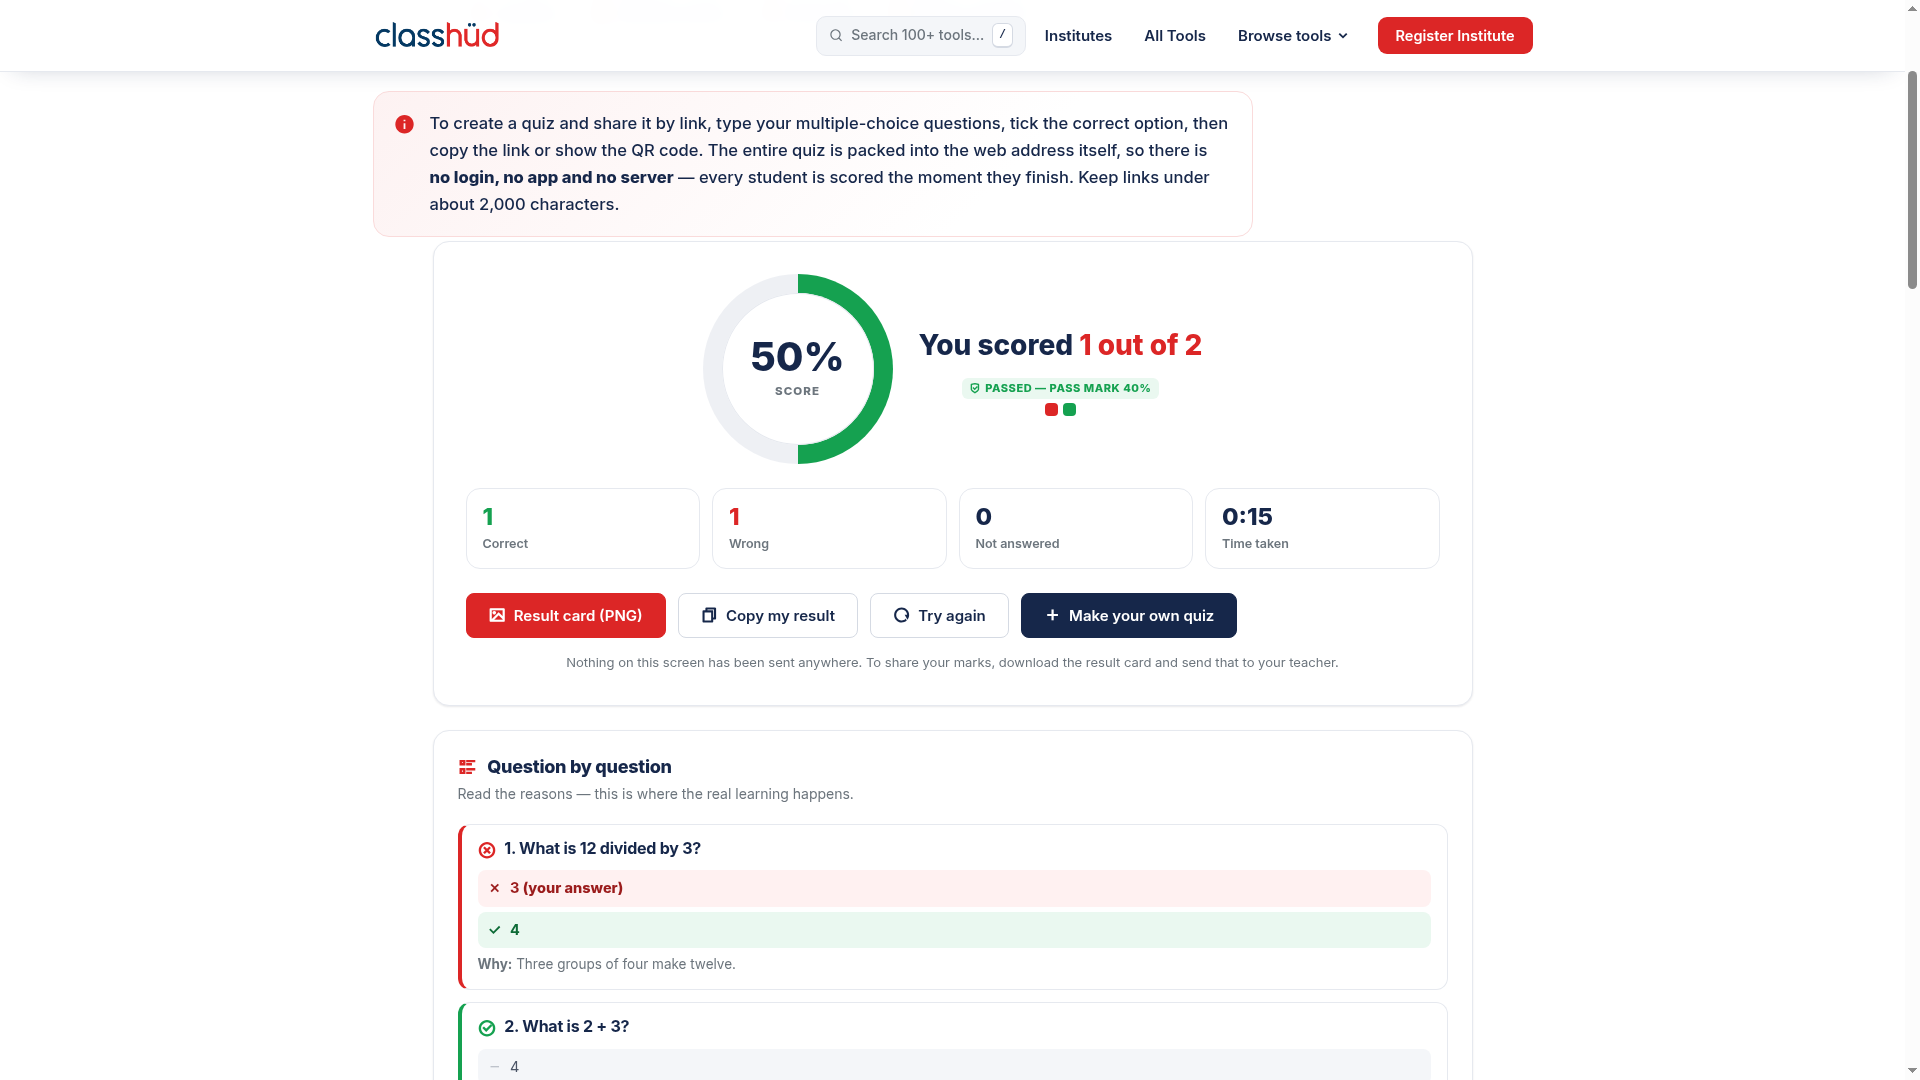 classhüd
Search 100+ tools... /
Institutes
All Tools
Browse tools
Register Institute
To create a quiz and share it by link, type your multiple-choice questions, tick the correct option, then
copy the link or show the QR code. The entire quiz is packed into the web address itself, so there is
no login, no app and no server — every student is scored the moment they finish. Keep links under
about 2,000 characters.
50%
SCORE
You scored 1 out of 2
PASSED — PASS MARK 40%
1
Correct
1
Wrong
0
Not answered
0:15
Time taken
Result card (PNG)
Copy my result
Try again
Make your own quiz
Nothing on this screen has been sent anywhere. To share your marks, download the result card and send that to your teacher.
Question by question
Read the reasons — this is where the real learning happens.
1. What is 12 divided by 3?
3 (your answer)
4
Why: Three groups of four make twelve.
2. What is 2 + 3?
4